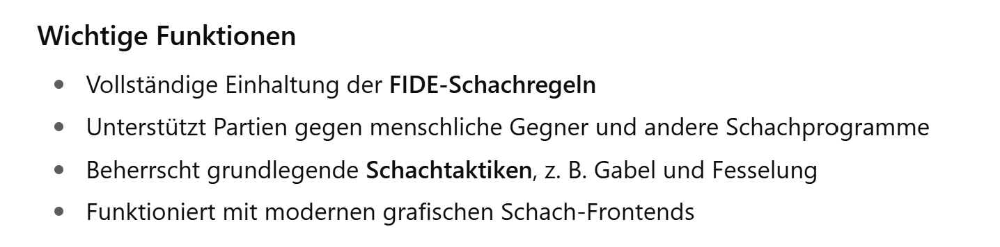 Wichtige Funktionen
Vollständige Einhaltung der FIDE-Schachregeln
Unterstützt Partien gegen menschliche Gegner und andere Schachprogramme
Beherrscht grundlegende Schachtaktiken, z. B. Gabel und Fesselung
Funktioniert mit modernen grafischen Schach-Frontends